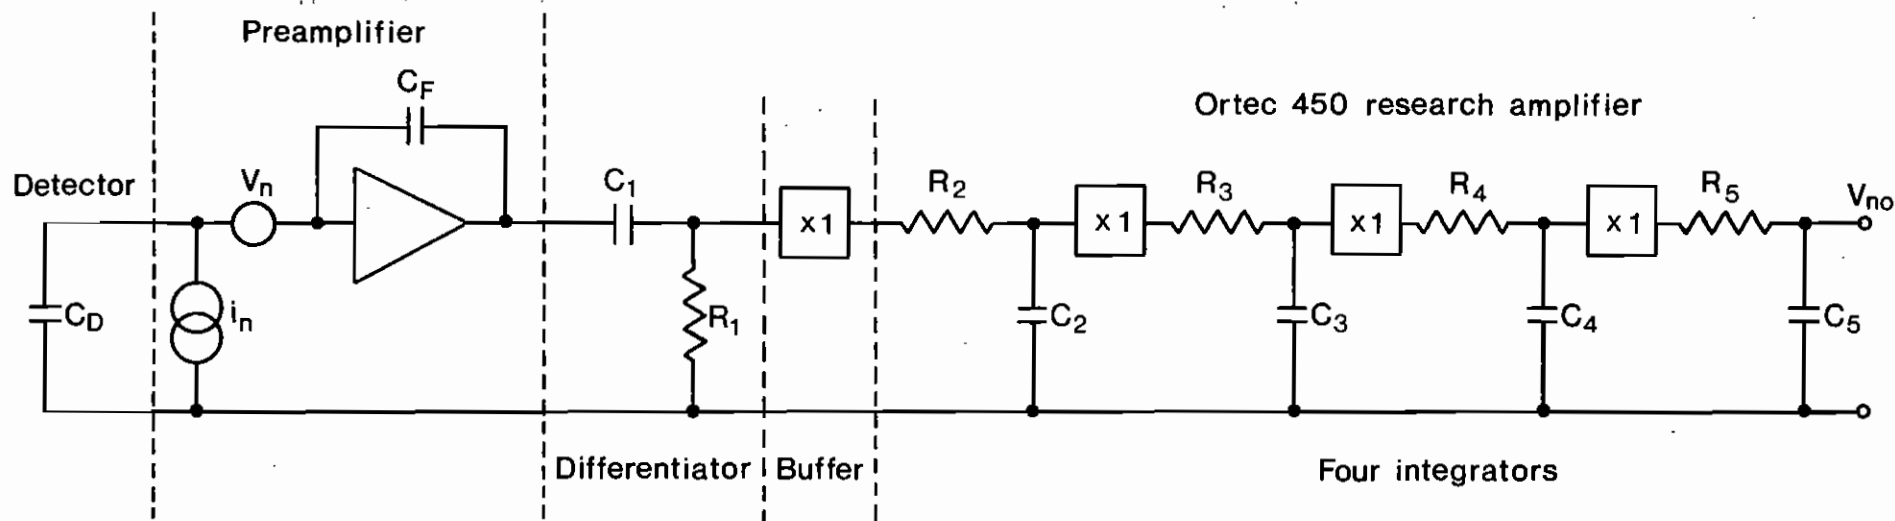 Preamplifier
C_F
Ortec 450 research amplifier
Detector
V_n
C_1
R_2
R_3
R_4
R_5
V_no
x1
x1
x1
x1
C_D
i_n
R_1
C_2
C_3
C_4
C_5
Differentiator
Buffer
Four integrators